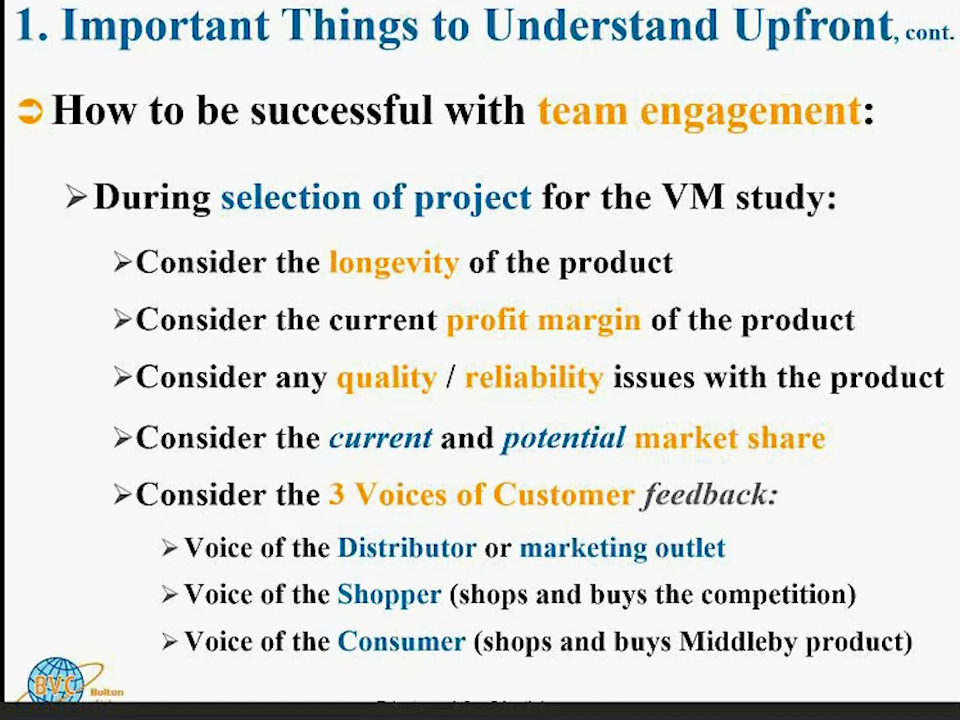 1. Important Things to Understand Upfront, cont.
How to be successful with team engagement:
During selection of project for the VM study:
Consider the longevity of the product
Consider the current profit margin of the product
Consider any quality / reliability issues with the product
Consider the current and potential market share
Consider the 3 Voices of Customer feedback:
Voice of the Distributor or marketing outlet
Voice of the Shopper (shops and buys the competition)
Voice of the Consumer (shops and buys Middleby product)
BVC
Bolton